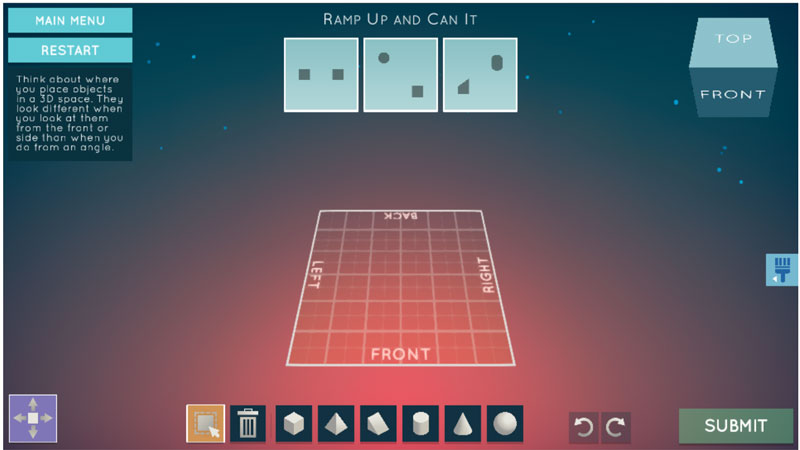 MAIN MENU
RAMP UP AND CAN IT
RESTART
Think about where
you place objects
in a 3D space. They
look different when
you look at them
from the front or
side than when you
do from an angle.
TOP
FRONT
BACK
LEFT
RIGHT
FRONT
SUBMIT